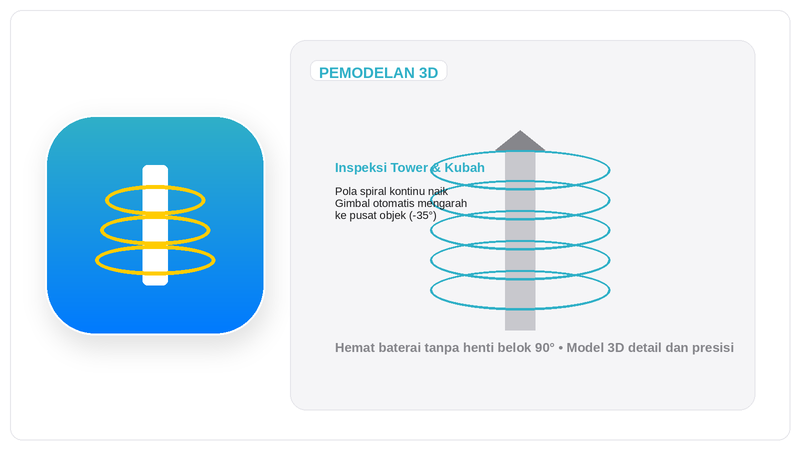 PEMODELAN 3D
Inspeksi Tower & Kubah
Pola spiral kontinu naik
Gimbal otomatis mengarah
ke pusat objek (-35°)
Hemat baterai tanpa henti belok 90° • Model 3D detail dan presisi